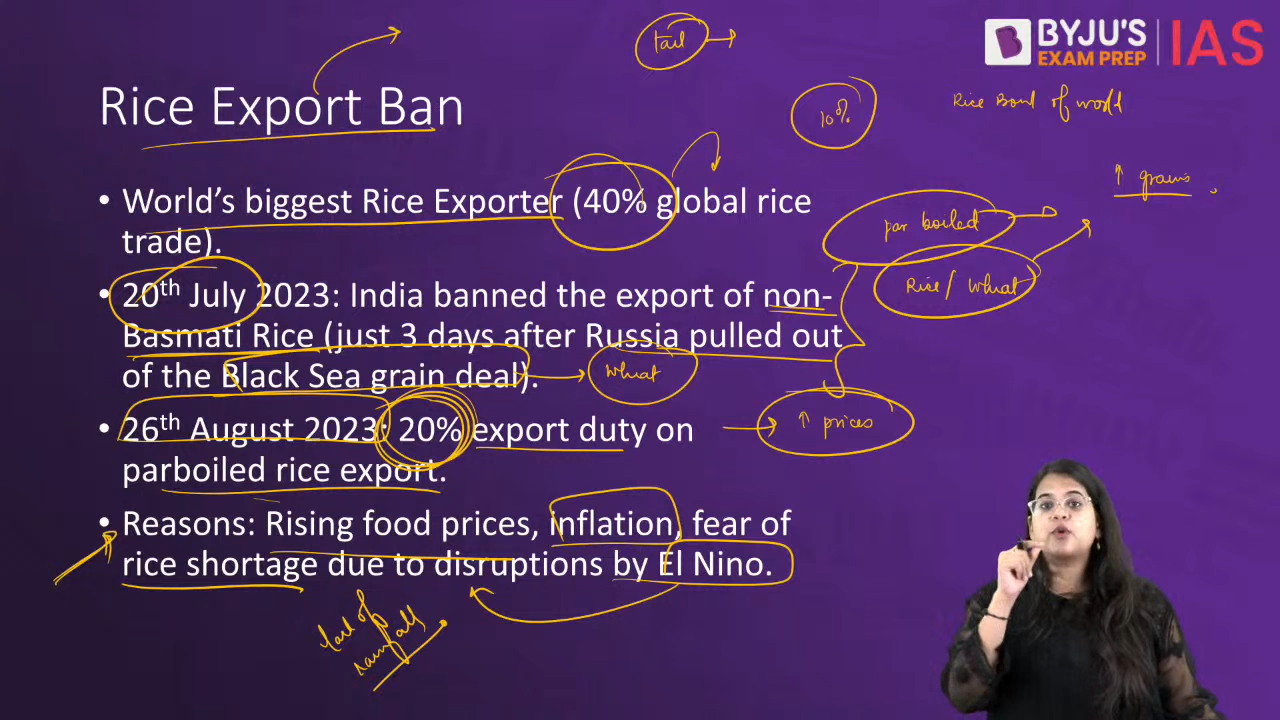 tail
BYJU'S
EXAM PREP
IAS
Rice Export Ban
10%
Rice Bowl of world
↑ grains
• World's biggest Rice Exporter (40% global rice
trade).
par boiled
Rice/Wheat
• 20th July 2023: India banned the export of non-
Basmati Rice (just 3 days after Russia pulled out
of the Black Sea grain deal).
wheat
• 26th August 2023: 20% export duty on
parboiled rice export.
↑ prices
• Reasons: Rising food prices, inflation, fear of
rice shortage due to disruptions by El Nino.
lack of
rainfall